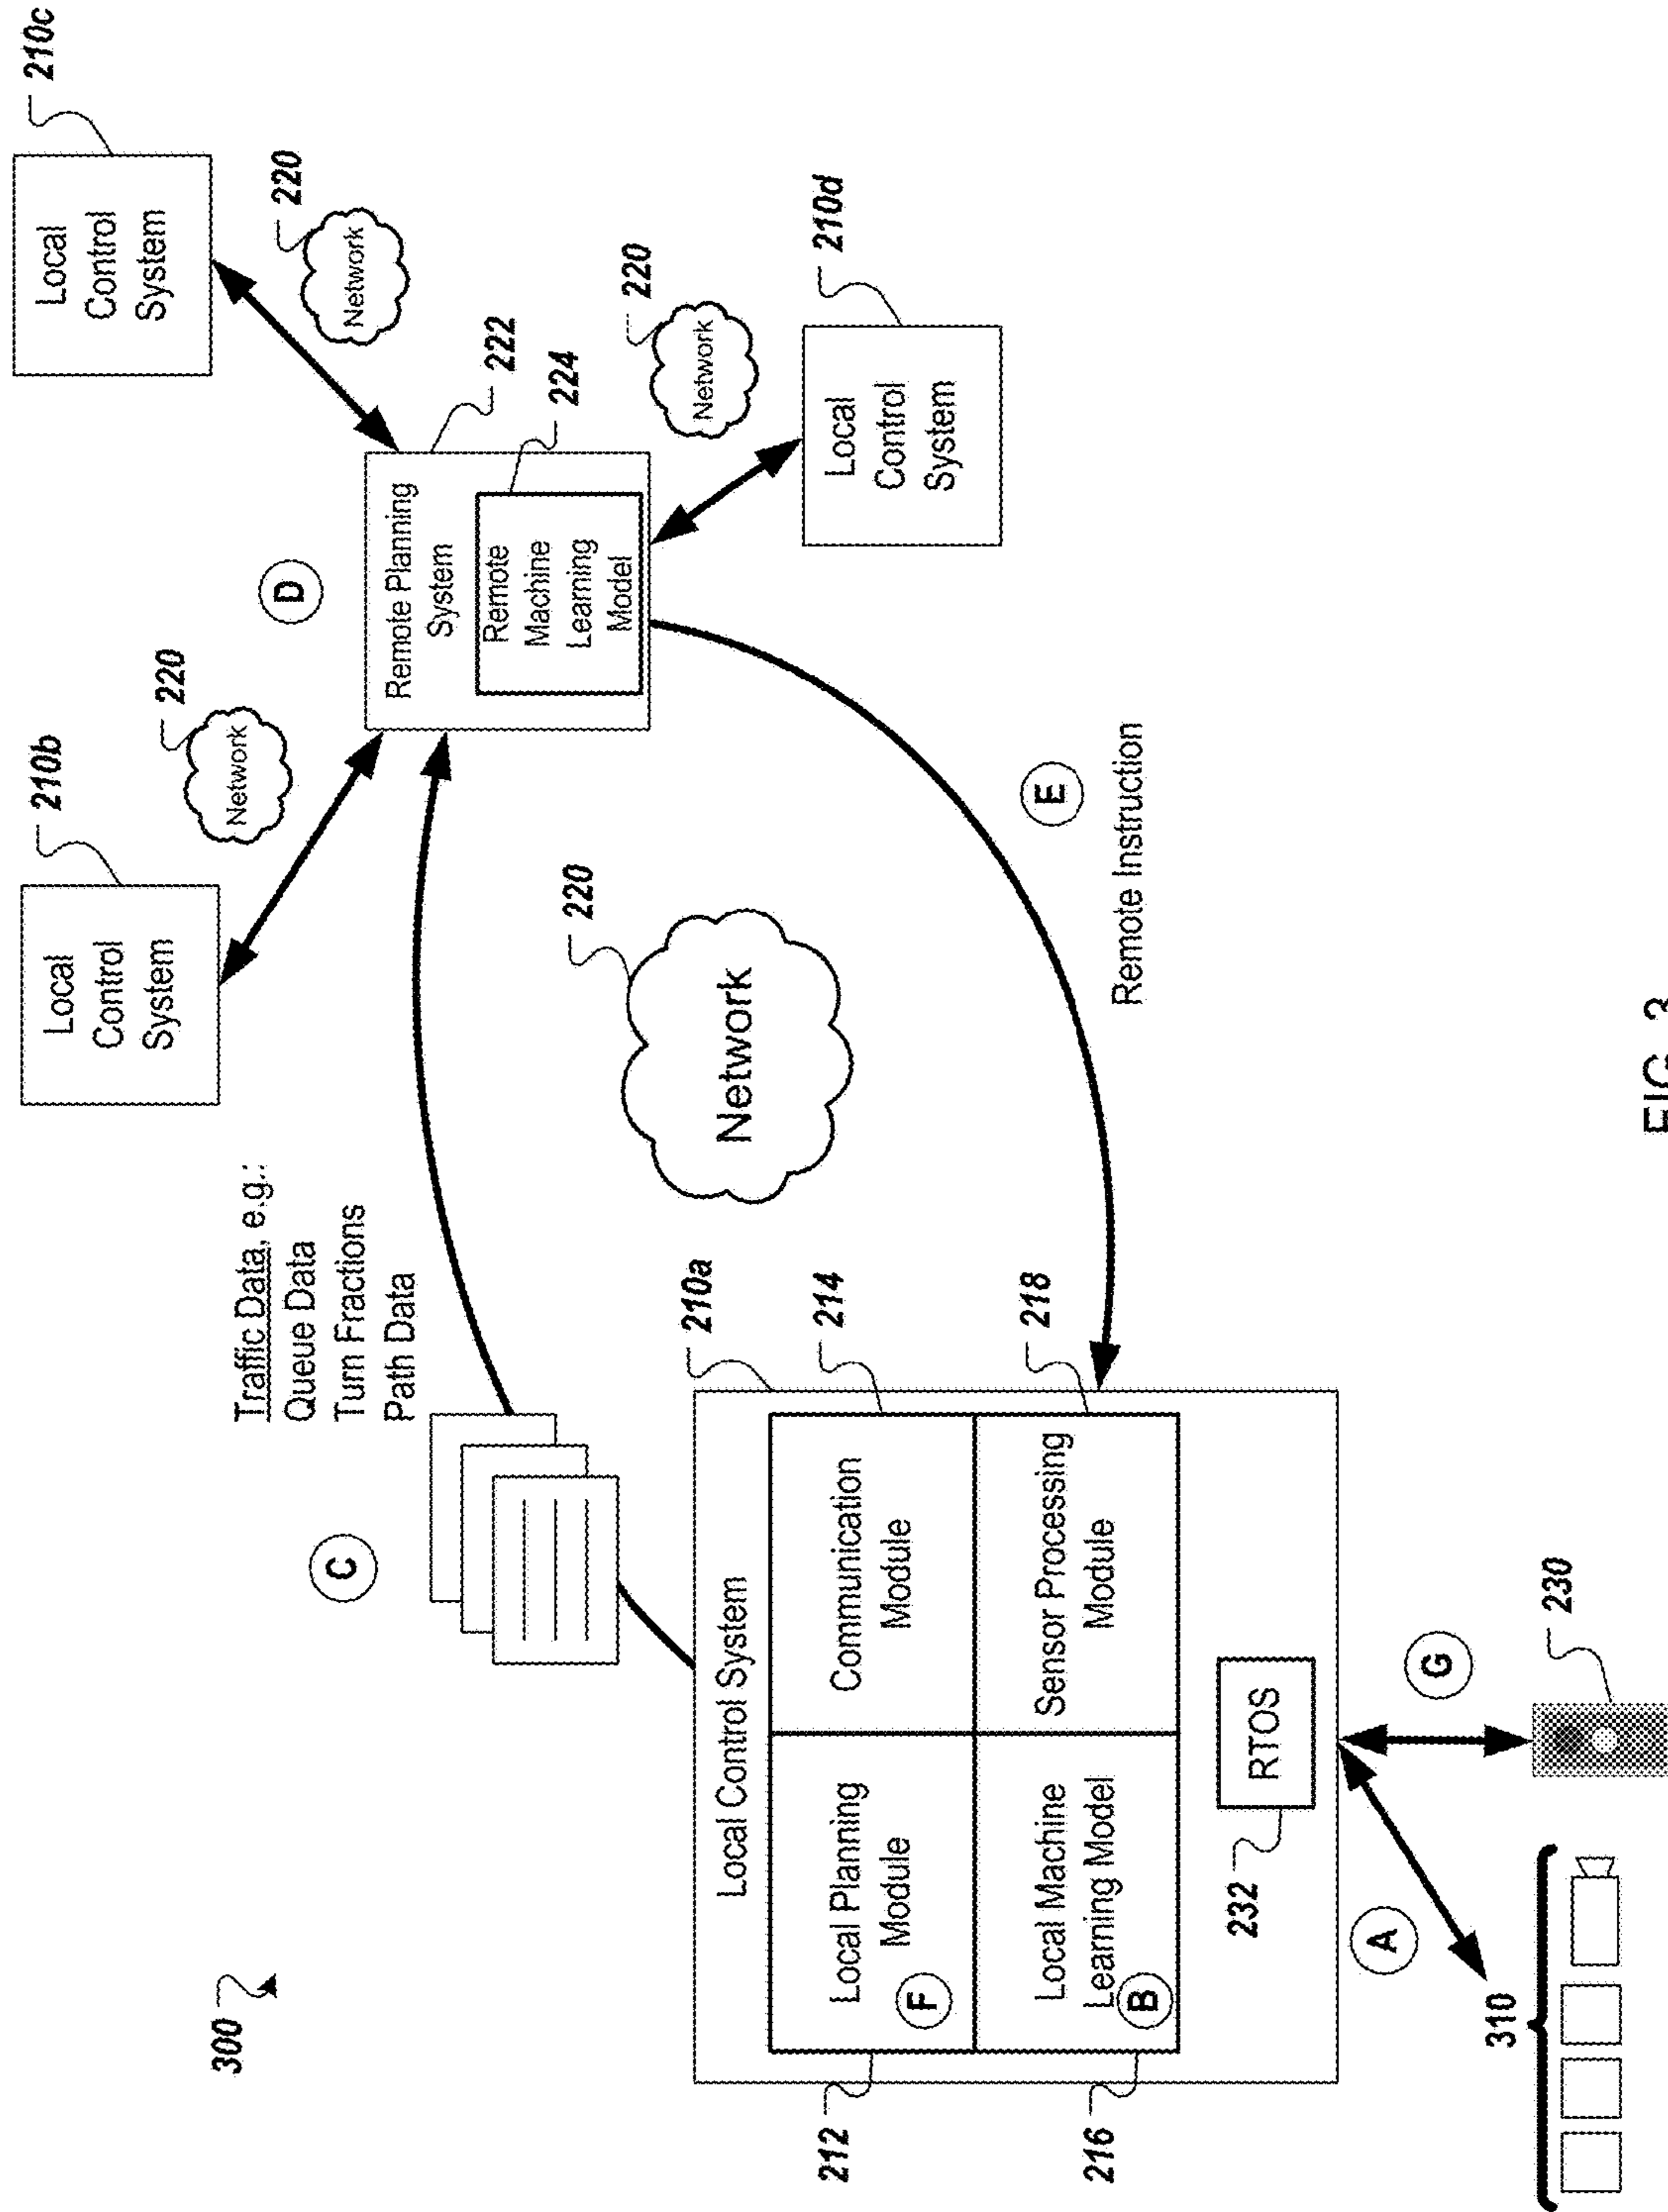 300
210b
Local
Control
System
220
Network
210c
Local
Control
System
220
Network
D
Traffic Data, e.g.:
Queue Data
Turn Fractions
Path Data
C
Remote Planning
System
222
Remote
Machine
Learning
Model
224
220
Network
220
Network
210d
Local
Control
System
210a
Local Control System
212
Local Planning
Module
F
Communication
Module
214
216
Local Machine
Learning Model
B
Sensor Processing
Module
218
232
RTOS
E
Remote Instruction
A
G
310
230
FIG. 3